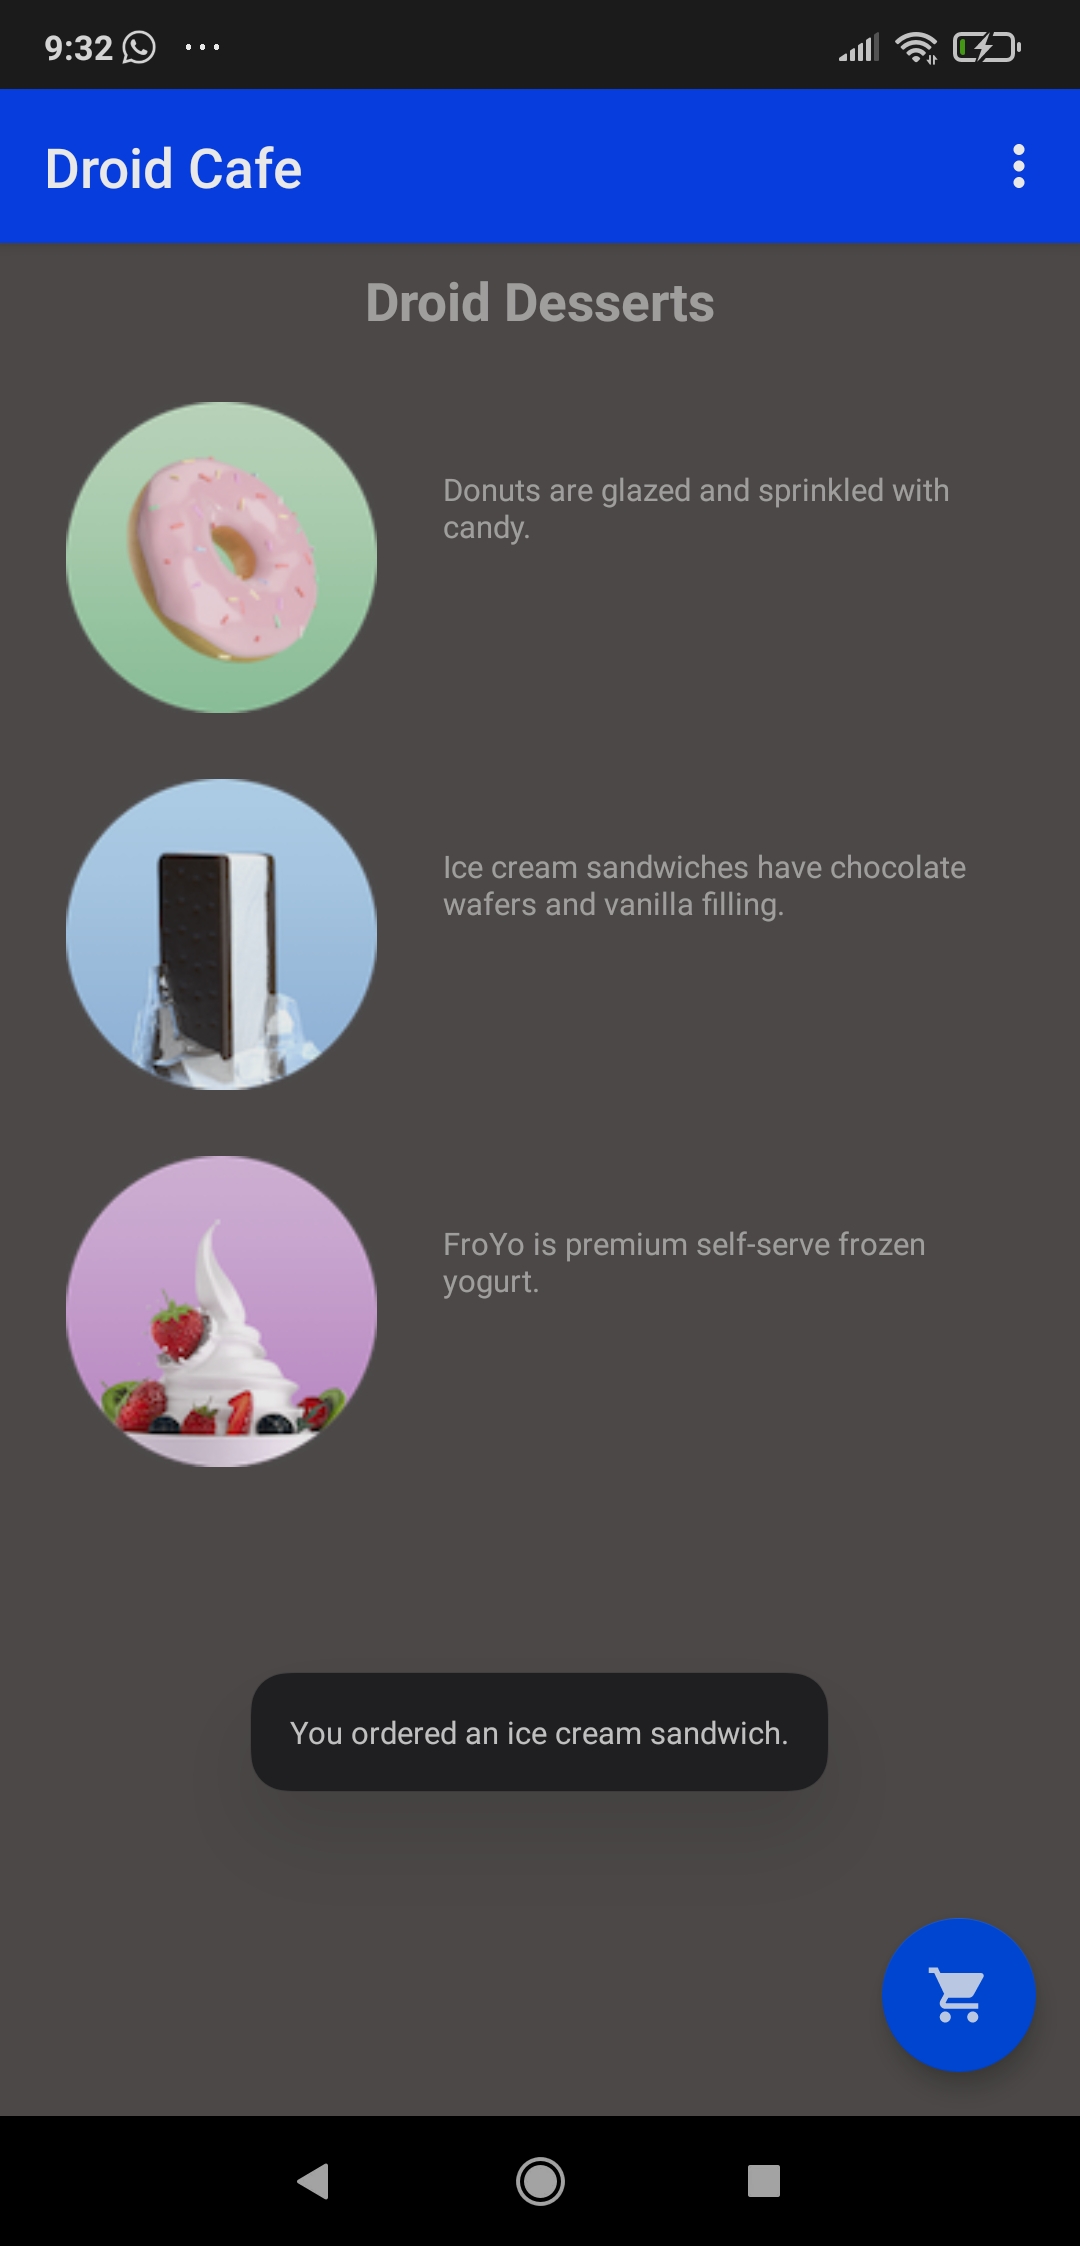 9:32
Droid Cafe
Droid Desserts
Donuts are glazed and sprinkled with
candy.
Ice cream sandwiches have chocolate
wafers and vanilla filling.
FroYo is premium self-serve frozen
yogurt.
You ordered an ice cream sandwich.